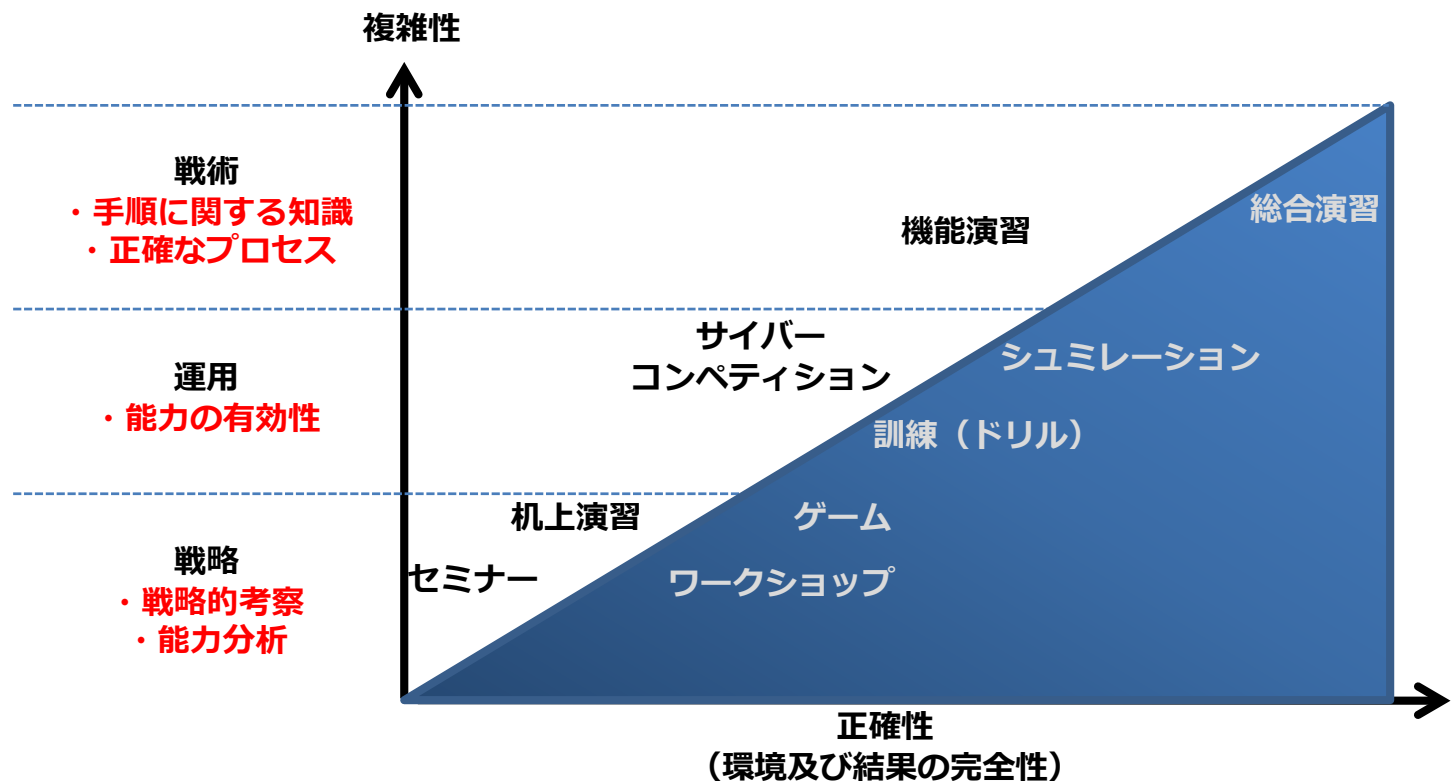 複雑性
戦術
・手順に関する知識
・正確なプロセス
機能演習
総合演習
運用
・能力の有効性
サイバー
コンペティション
シュミレーション
訓練（ドリル）
戦略
・戦略的考察
・能力分析
机上演習
ゲーム
セミナー
ワークショップ
正確性
（環境及び結果の完全性）